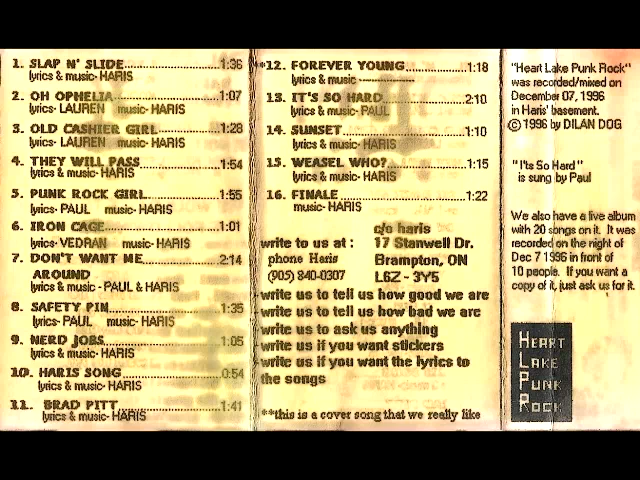 1. SLAP N' SLIDE 1:36
lyrics & music- HARIS
2. OH OPHELIA 1:07
lyrics- LAUREN music- HARIS
3. OLD CASHIER GIRL 1:28
lyrics- LAUREN music- HARIS
4. THEY WILL PASS 1:54
lyrics & music- HARIS
5. PUNK ROCK GIRL 1:55
lyrics- PAUL music- HARIS
6. IRON CAGE 1:01
lyrics- VEDRAN music- HARIS
7. DON'T WANT ME 2:14
AROUND
lyrics & music- PAUL & HARIS
8. SAFETY PIN 1:35
lyrics- PAUL music- HARIS
9. NERD JOBS 1:05
lyrics & music- HARIS
10. HARIS SONG 0:54
lyrics & music- HARIS
11. BRAD PITT 1:41
lyrics & music- HARIS
**12. FOREVER YOUNG 1:18
lyrics & music ----------------
13. IT'S SO HARD 2:10
lyrics & music- PAUL
14. SUNSET 1:10
lyrics & music- HARIS
15. WEASEL WHO? 1:15
lyrics & music- HARIS
16. FINALE 1:22
music- HARIS
write to us at :
phone Haris
(905) 840-0307
c/o haris
17 Stanwell Dr.
Brampton, ON
L6Z - 3Y5
write us to tell us how good we are
write us to tell us how bad we are
write us to ask us anything
write us if you want stickers
write us if you want the lyrics to
the songs
**this is a cover song that we really like
"Heart Lake Punk Rock"
was recorded/mixed on
December 07, 1996
in Haris' basement.
© 1996 by DILAN DOG
"I'ts So Hard"
is sung by Paul
We also have a live album
with 20 songs on it. It was
recorded on the night of
Dec 7 1996 in front of
10 people. If you want a
copy of it, just ask us for it.
HEART
LAKE
PUNK
ROCK